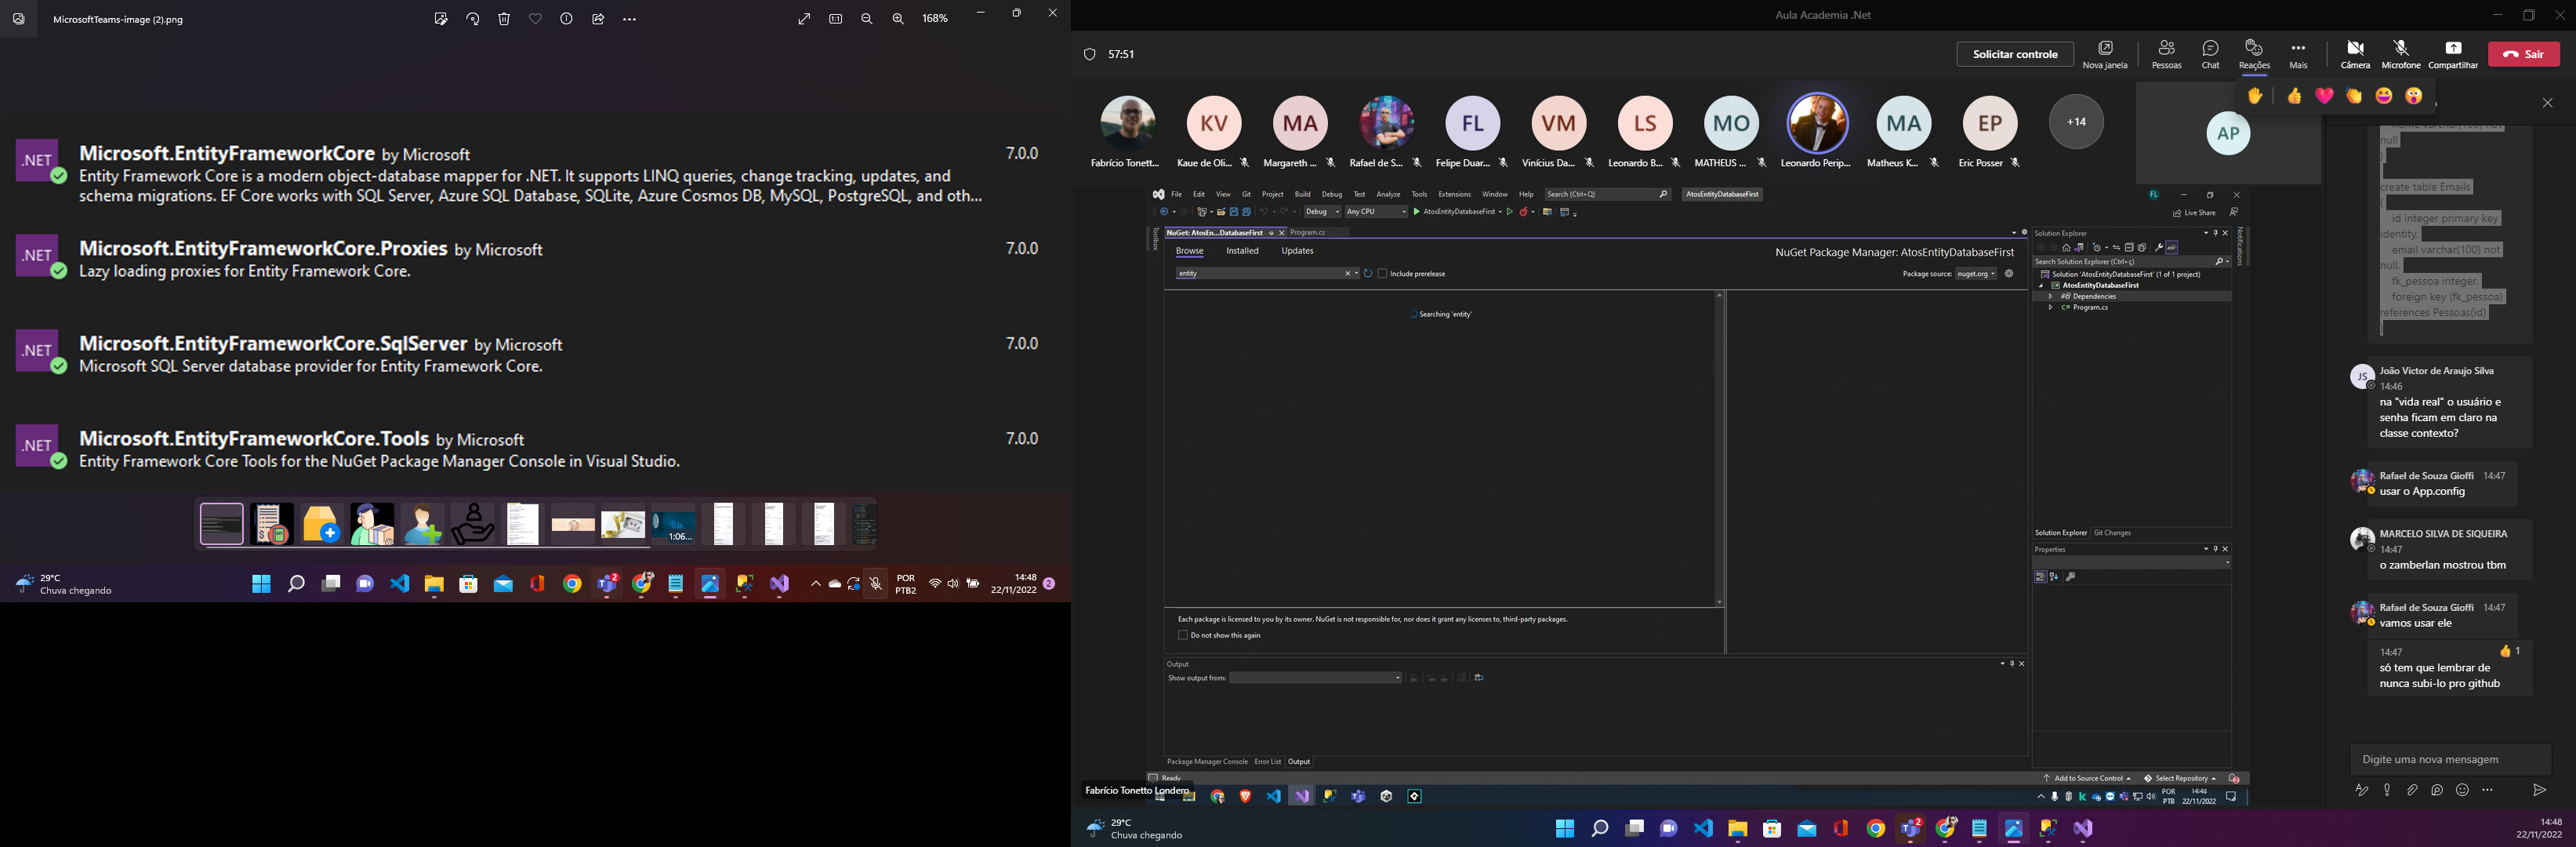 MicrosoftTeams-image (2).png
168%
.NET
Microsoft.EntityFrameworkCore by Microsoft
7.0.0
Entity Framework Core is a modern object-database mapper for .NET. It supports LINQ queries, change tracking, updates, and
schema migrations. EF Core works with SQL Server, Azure SQL Database, SQLite, Azure Cosmos DB, MySQL, PostgreSQL, and oth...
.NET
Microsoft.EntityFrameworkCore.Proxies by Microsoft
7.0.0
Lazy loading proxies for Entity Framework Core.
.NET
Microsoft.EntityFrameworkCore.SqlServer by Microsoft
7.0.0
Microsoft SQL Server database provider for Entity Framework Core.
.NET
Microsoft.EntityFrameworkCore.Tools by Microsoft
7.0.0
Entity Framework Core Tools for the NuGet Package Manager Console in Visual Studio.
1:06...
29°C
Chuva chegando
2
POR
PTB2
14:48
22/11/2022
2
Aula Academia .Net
57:51
Solicitar controle
Nova janela
Pessoas
Chat
Reações
Mais
Câmera
Microfone
Compartilhar
Sair
KV
MA
FL
VM
LS
MO
MA
EP
+14
AP
Fabrício Tonett...
Kaue de Oli...
Margareth ...
Rafael de S...
Felipe Duar...
Vinícius Da...
Leonardo B...
MATHEUS ...
Leonardo Perip...
Matheus K...
Eric Posser
File Edit View Git Project Build Debug Test Analyze Tools Extensions Window Help
Search (Ctrl+Q)
AtosEntityDatabaseFirst
FL
Debug
Any CPU
AtosEntityDatabaseFirst
Live Share
Toolbox
NuGet: AtosEn...DatabaseFirst
Program.cs
Browse
Installed
Updates
NuGet Package Manager: AtosEntityDatabaseFirst
entity
Include prerelease
Package source: nuget.org
Searching 'entity'
Each package is licensed to you by its owner. NuGet is not responsible for, nor does it grant any licenses to, third-party packages.
Do not show this again
Output
Show output from:
Package Manager Console
Error List
Output
Solution Explorer
Search Solution Explorer (Ctrl+ç)
Solution 'AtosEntityDatabaseFirst' (1 of 1 project)
AtosEntityDatabaseFirst
Dependencies
C# Program.cs
Notifications
Solution Explorer
Git Changes
Properties
Ready
Add to Source Control
Select Repository
2
Fabrício Tonetto Londero
POR
PTB
14:48
22/11/2022
null
)
create table Emails
(
id integer primary key
identity,
email varchar(100) not
null,
fk_pessoa integer,
foreign key (fk_pessoa)
references Pessoas(id)
)
JS
João Victor de Araujo Silva
14:46
na "vida real" o usuário e
senha ficam em claro na
classe contexto?
Rafael de Souza Gioffi 14:47
usar o App.config
MARCELO SILVA DE SIQUEIRA
14:47
o zamberlan mostrou tbm
Rafael de Souza Gioffi 14:47
vamos usar ele
14:47
1
só tem que lembrar de
nunca subi-lo pro github
Digite uma nova mensagem
29°C
Chuva chegando
2
14:48
22/11/2022